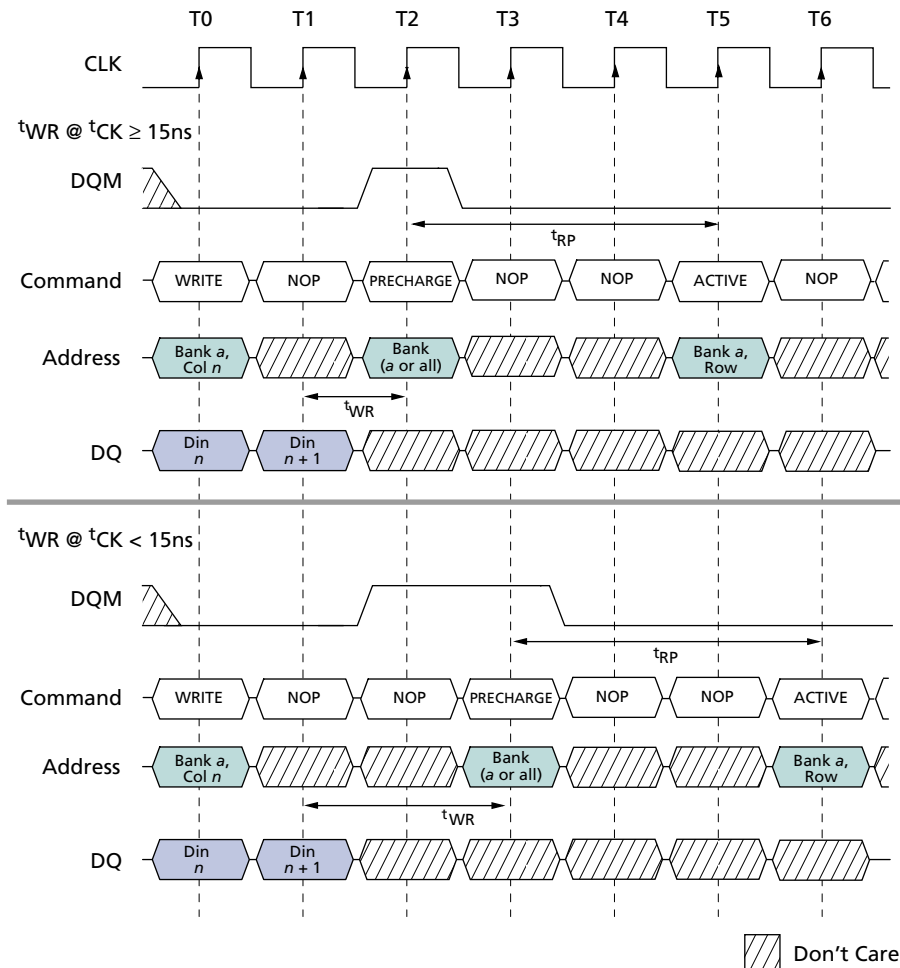 T0 T1 T2 T3 T4 T5 T6
CLK
tWR @ tCK ≥ 15ns
DQM
tRP
Command WRITE NOP PRECHARGE NOP NOP ACTIVE NOP
Address Bank a, Col n Bank (a or all) Bank a, Row
tWR
DQ Din n Din n + 1
tWR @ tCK < 15ns
DQM
tRP
Command WRITE NOP NOP PRECHARGE NOP NOP ACTIVE
Address Bank a, Col n Bank (a or all) Bank a, Row
tWR
DQ Din n Din n + 1
Don't Care